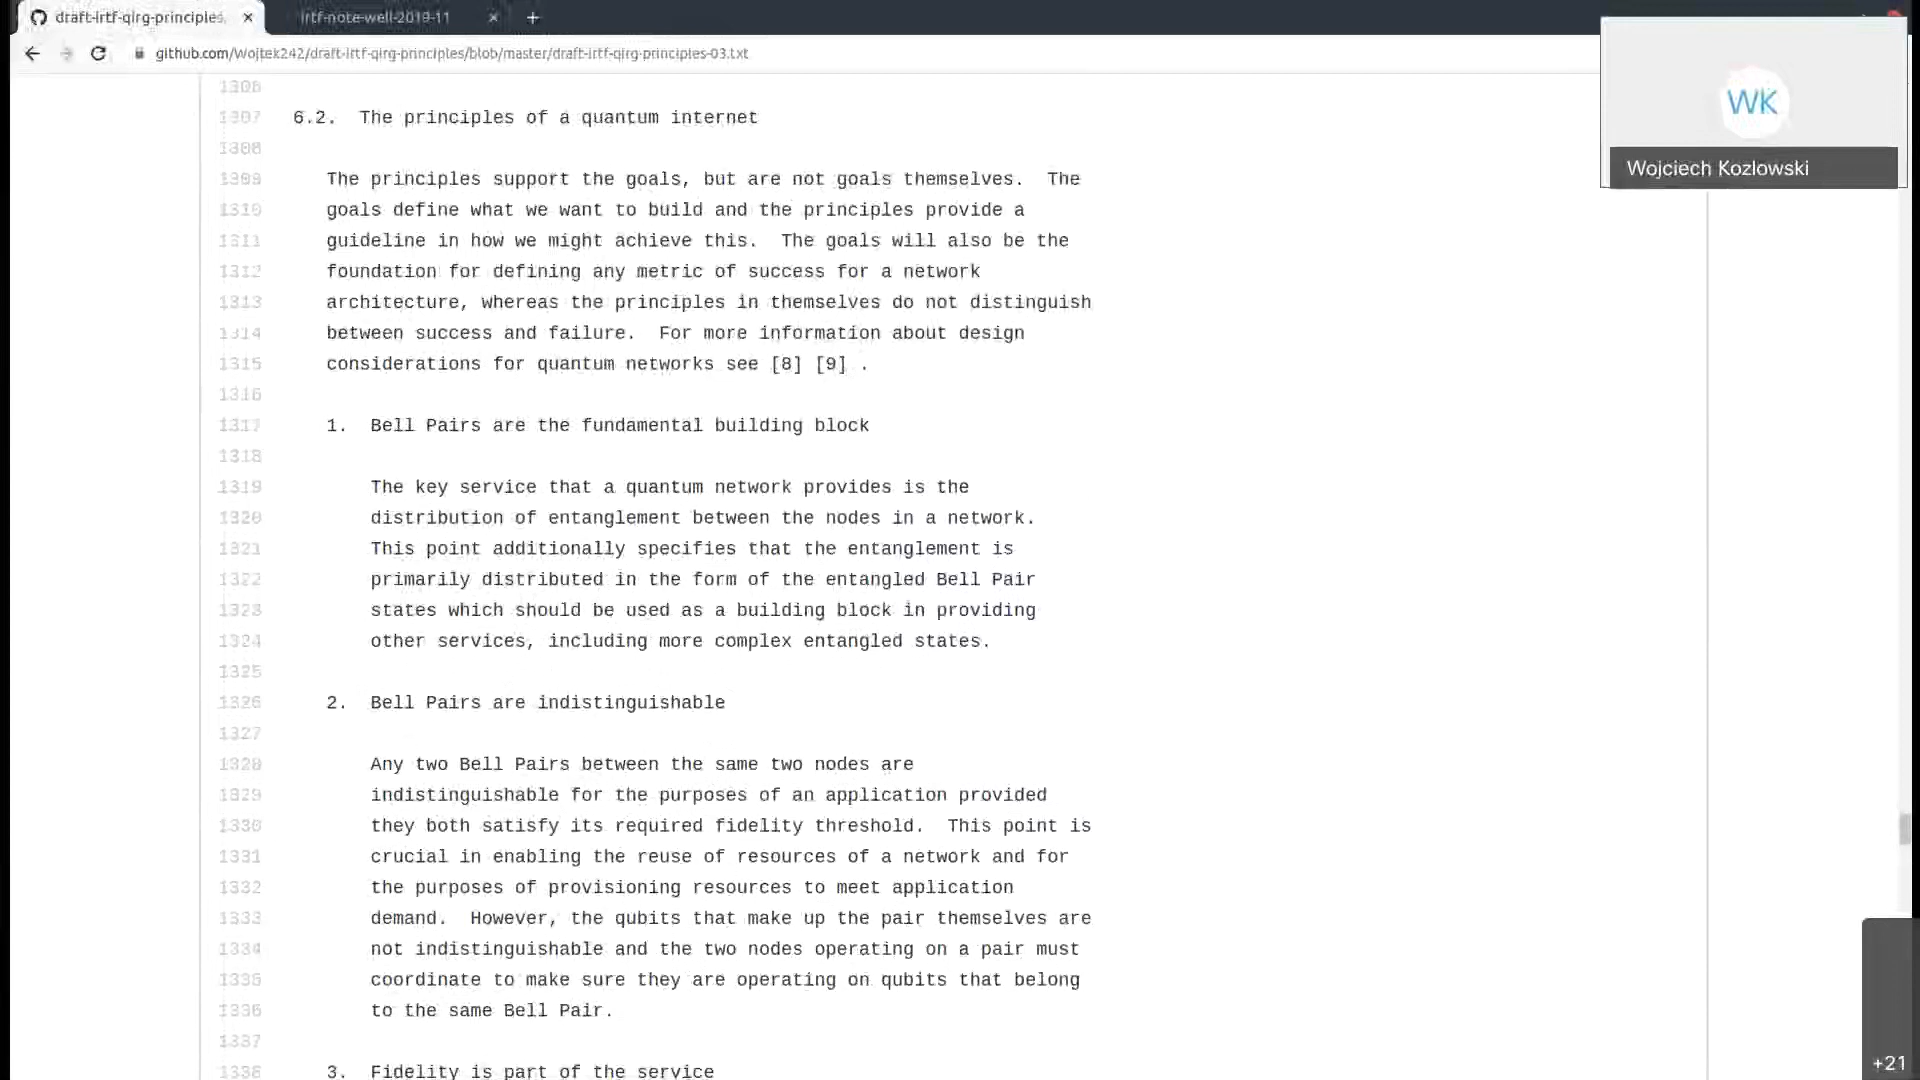 draft-irtf-qirg-principles
irtf-note-well-2019-11
github.com/Wojtek242/draft-irtf-qirg-principles/blob/master/draft-irtf-qirg-principles-03.txt
WK
Wojciech Kozlowski
1306
1307 6.2.  The principles of a quantum internet
1308
1309 The principles support the goals, but are not goals themselves.  The
1310 goals define what we want to build and the principles provide a
1311 guideline in how we might achieve this.  The goals will also be the
1312 foundation for defining any metric of success for a network
1313 architecture, whereas the principles in themselves do not distinguish
1314 between success and failure.  For more information about design
1315 considerations for quantum networks see [8] [9] .
1316
1317 1.  Bell Pairs are the fundamental building block
1318
1319 The key service that a quantum network provides is the
1320 distribution of entanglement between the nodes in a network.
1321 This point additionally specifies that the entanglement is
1322 primarily distributed in the form of the entangled Bell Pair
1323 states which should be used as a building block in providing
1324 other services, including more complex entangled states.
1325
1326 2.  Bell Pairs are indistinguishable
1327
1328 Any two Bell Pairs between the same two nodes are
1329 indistinguishable for the purposes of an application provided
1330 they both satisfy its required fidelity threshold.  This point is
1331 crucial in enabling the reuse of resources of a network and for
1332 the purposes of provisioning resources to meet application
1333 demand.  However, the qubits that make up the pair themselves are
1334 not indistinguishable and the two nodes operating on a pair must
1335 coordinate to make sure they are operating on qubits that belong
1336 to the same Bell Pair.
1337
1338 3.  Fidelity is part of the service
+21